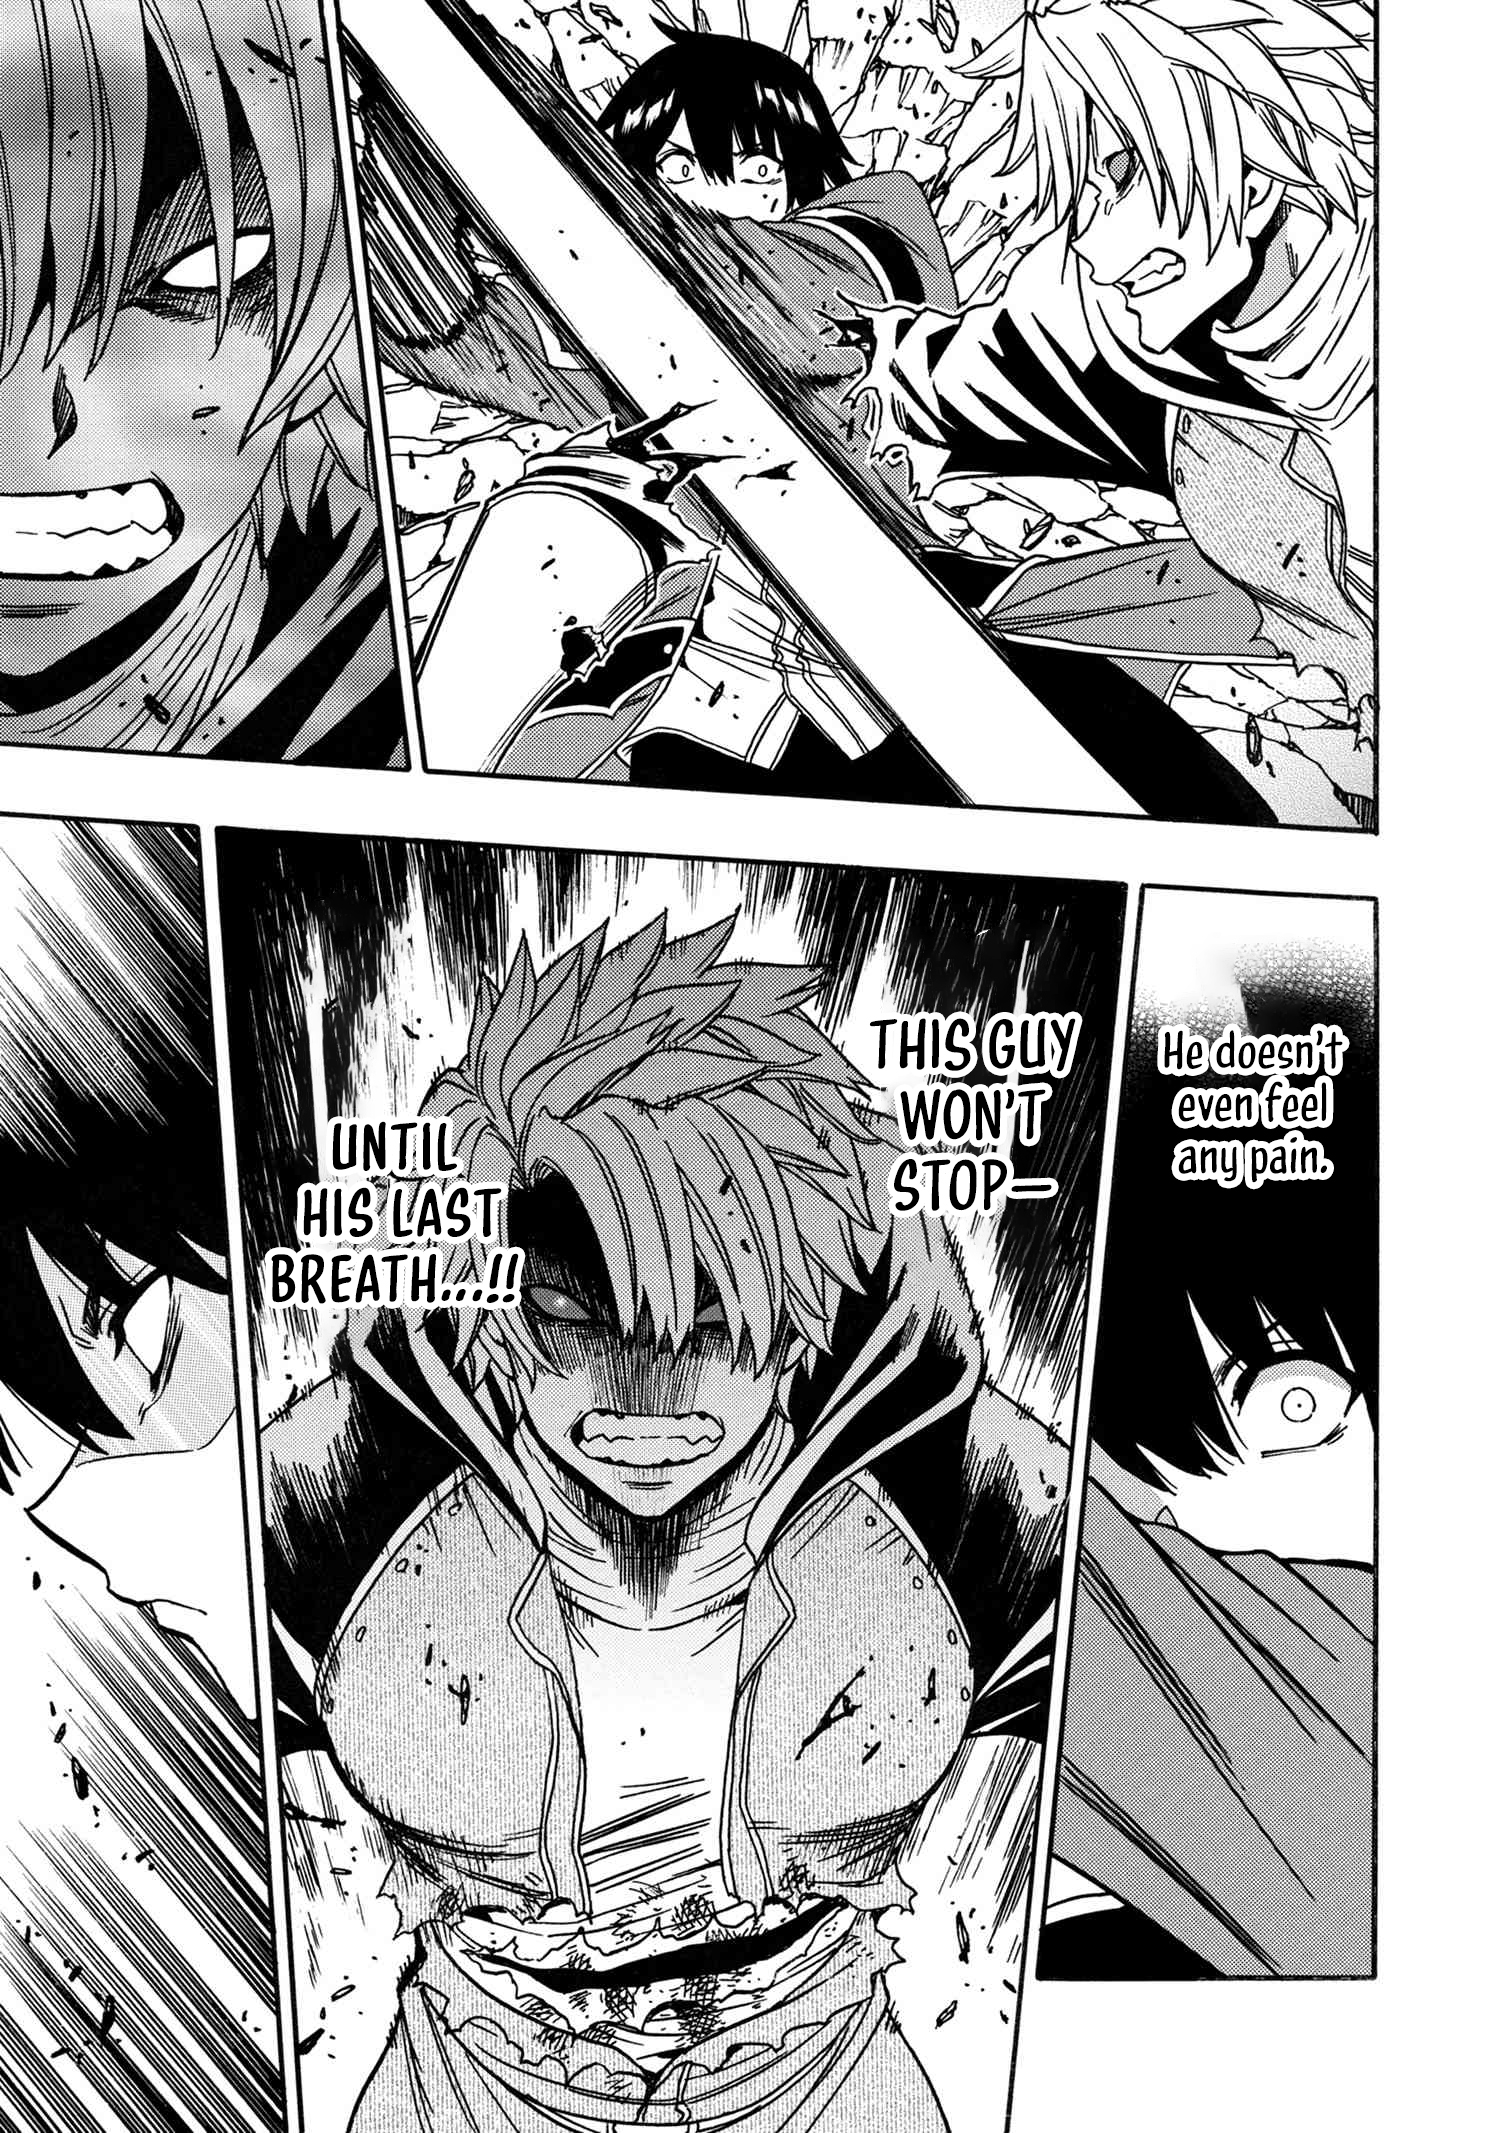 He doesn't
even feel
any pain.
THIS GUY
WON'T
STOP—
UNTIL
HIS LAST
BREATH...!!